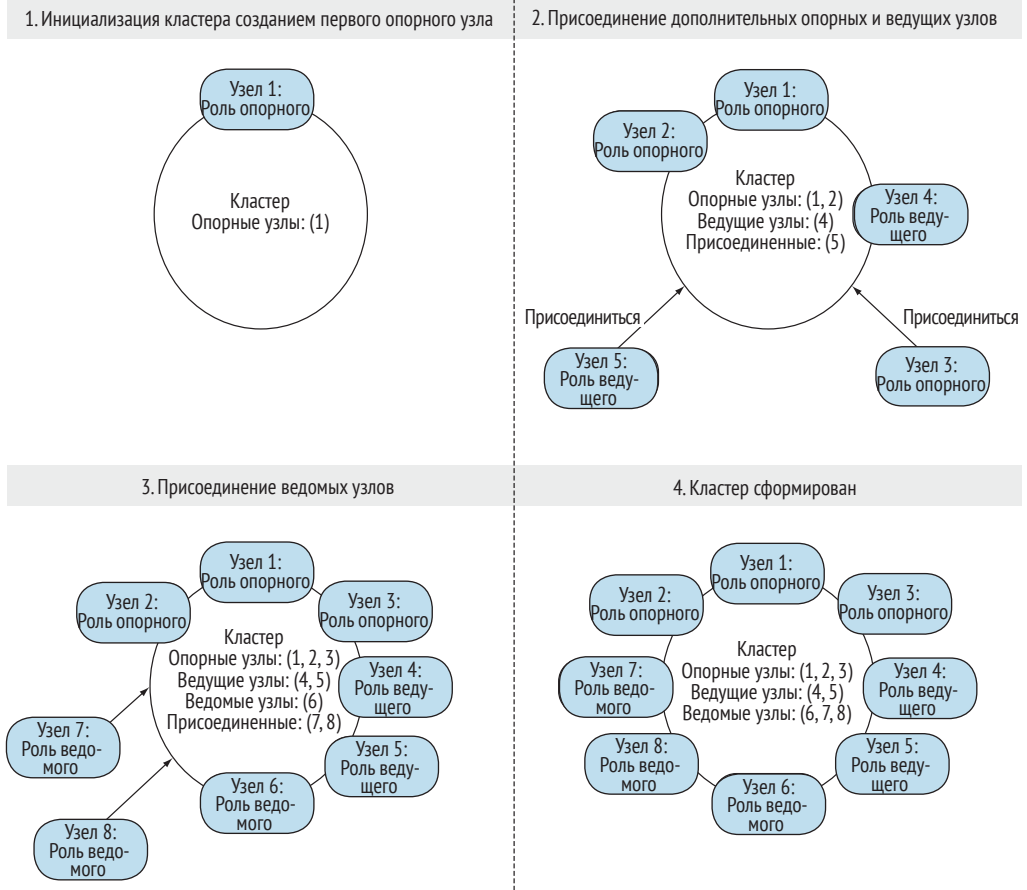 1. Инициализация кластера созданием первого опорного узла
Узел 1:
Роль опорного
Кластер
Опорные узлы: (1)
2. Присоединение дополнительных опорных и ведущих узлов
Узел 1:
Роль опорного
Узел 2:
Роль опорного
Кластер
Опорные узлы: (1, 2)
Ведущие узлы: (4)
Присоединенные: (5)
Узел 4:
Роль веду-
щего
Присоединиться
Присоединиться
Узел 5:
Роль веду-
щего
Узел 3:
Роль опорного
3. Присоединение ведомых узлов
Узел 1:
Роль опорного
Узел 2:
Роль опорного
Узел 3:
Роль опорного
Кластер
Опорные узлы: (1, 2, 3)
Ведущие узлы: (4, 5)
Ведомые узлы: (6)
Присоединенные: (7, 8)
Узел 4:
Роль веду-
щего
Узел 7:
Роль ведо-
мого
Узел 5:
Роль веду-
щего
Узел 6:
Роль ведо-
мого
Узел 8:
Роль ведо-
мого
4. Кластер сформирован
Узел 1:
Роль опорного
Узел 2:
Роль опорного
Узел 3:
Роль опорного
Кластер
Опорные узлы: (1, 2, 3)
Ведущие узлы: (4, 5)
Ведомые узлы: (6, 7, 8)
Узел 7:
Роль ведо-
мого
Узел 4:
Роль веду-
щего
Узел 8:
Роль ведо-
мого
Узел 5:
Роль веду-
щего
Узел 6:
Роль ведо-
мого